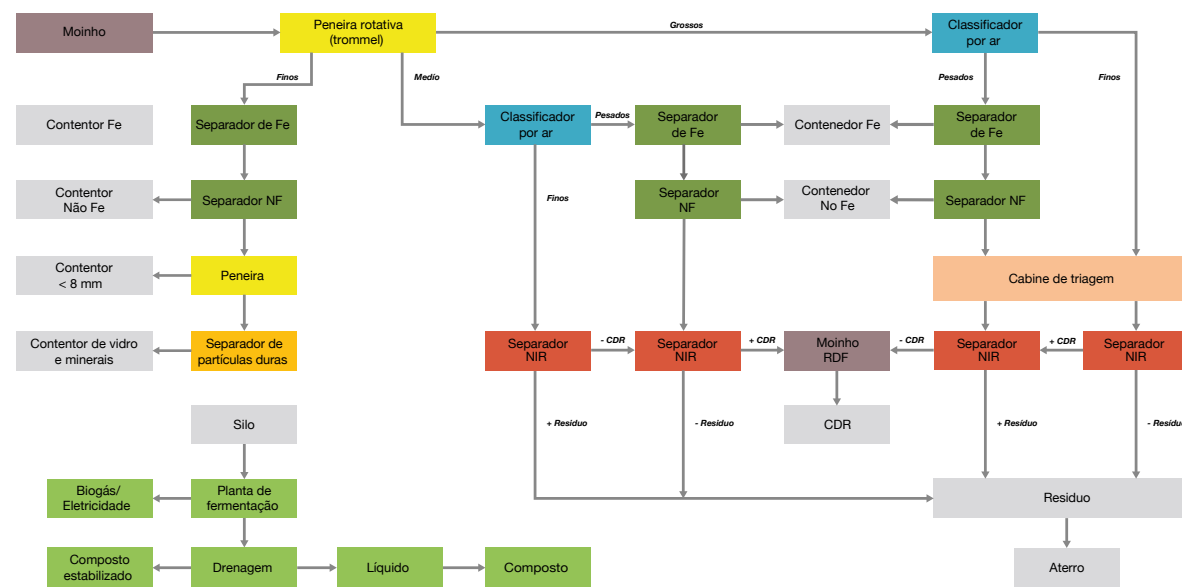 Moinho
Peneira rotativa
(trommel)
Grossos
Classificador
por ar
Finos
Medio
Pesados
Finos
Contentor Fe
Separador de Fe
Classificador
por ar
Pesados
Separador
de Fe
Contenedor Fe
Separador
de Fe
Contentor
Não Fe
Separador NF
Finos
Separador
NF
Contenedor
No Fe
Separador NF
Contentor
< 8 mm
Peneira
Cabine de triagem
Contentor de vidro
e minerais
Separador de
partículas duras
Separador
NIR
- CDR
Separador
NIR
+ CDR
Moinho
RDF
- CDR
Separador
NIR
+ CDR
Separador
NIR
Silo
+ Resíduo
- Resíduo
CDR
+ Resíduo
- Resídu
Biogás/
Eletricidade
Planta de
fermentação
Residuo
Composto
estabilizado
Drenagem
Líquido
Composto
Aterro